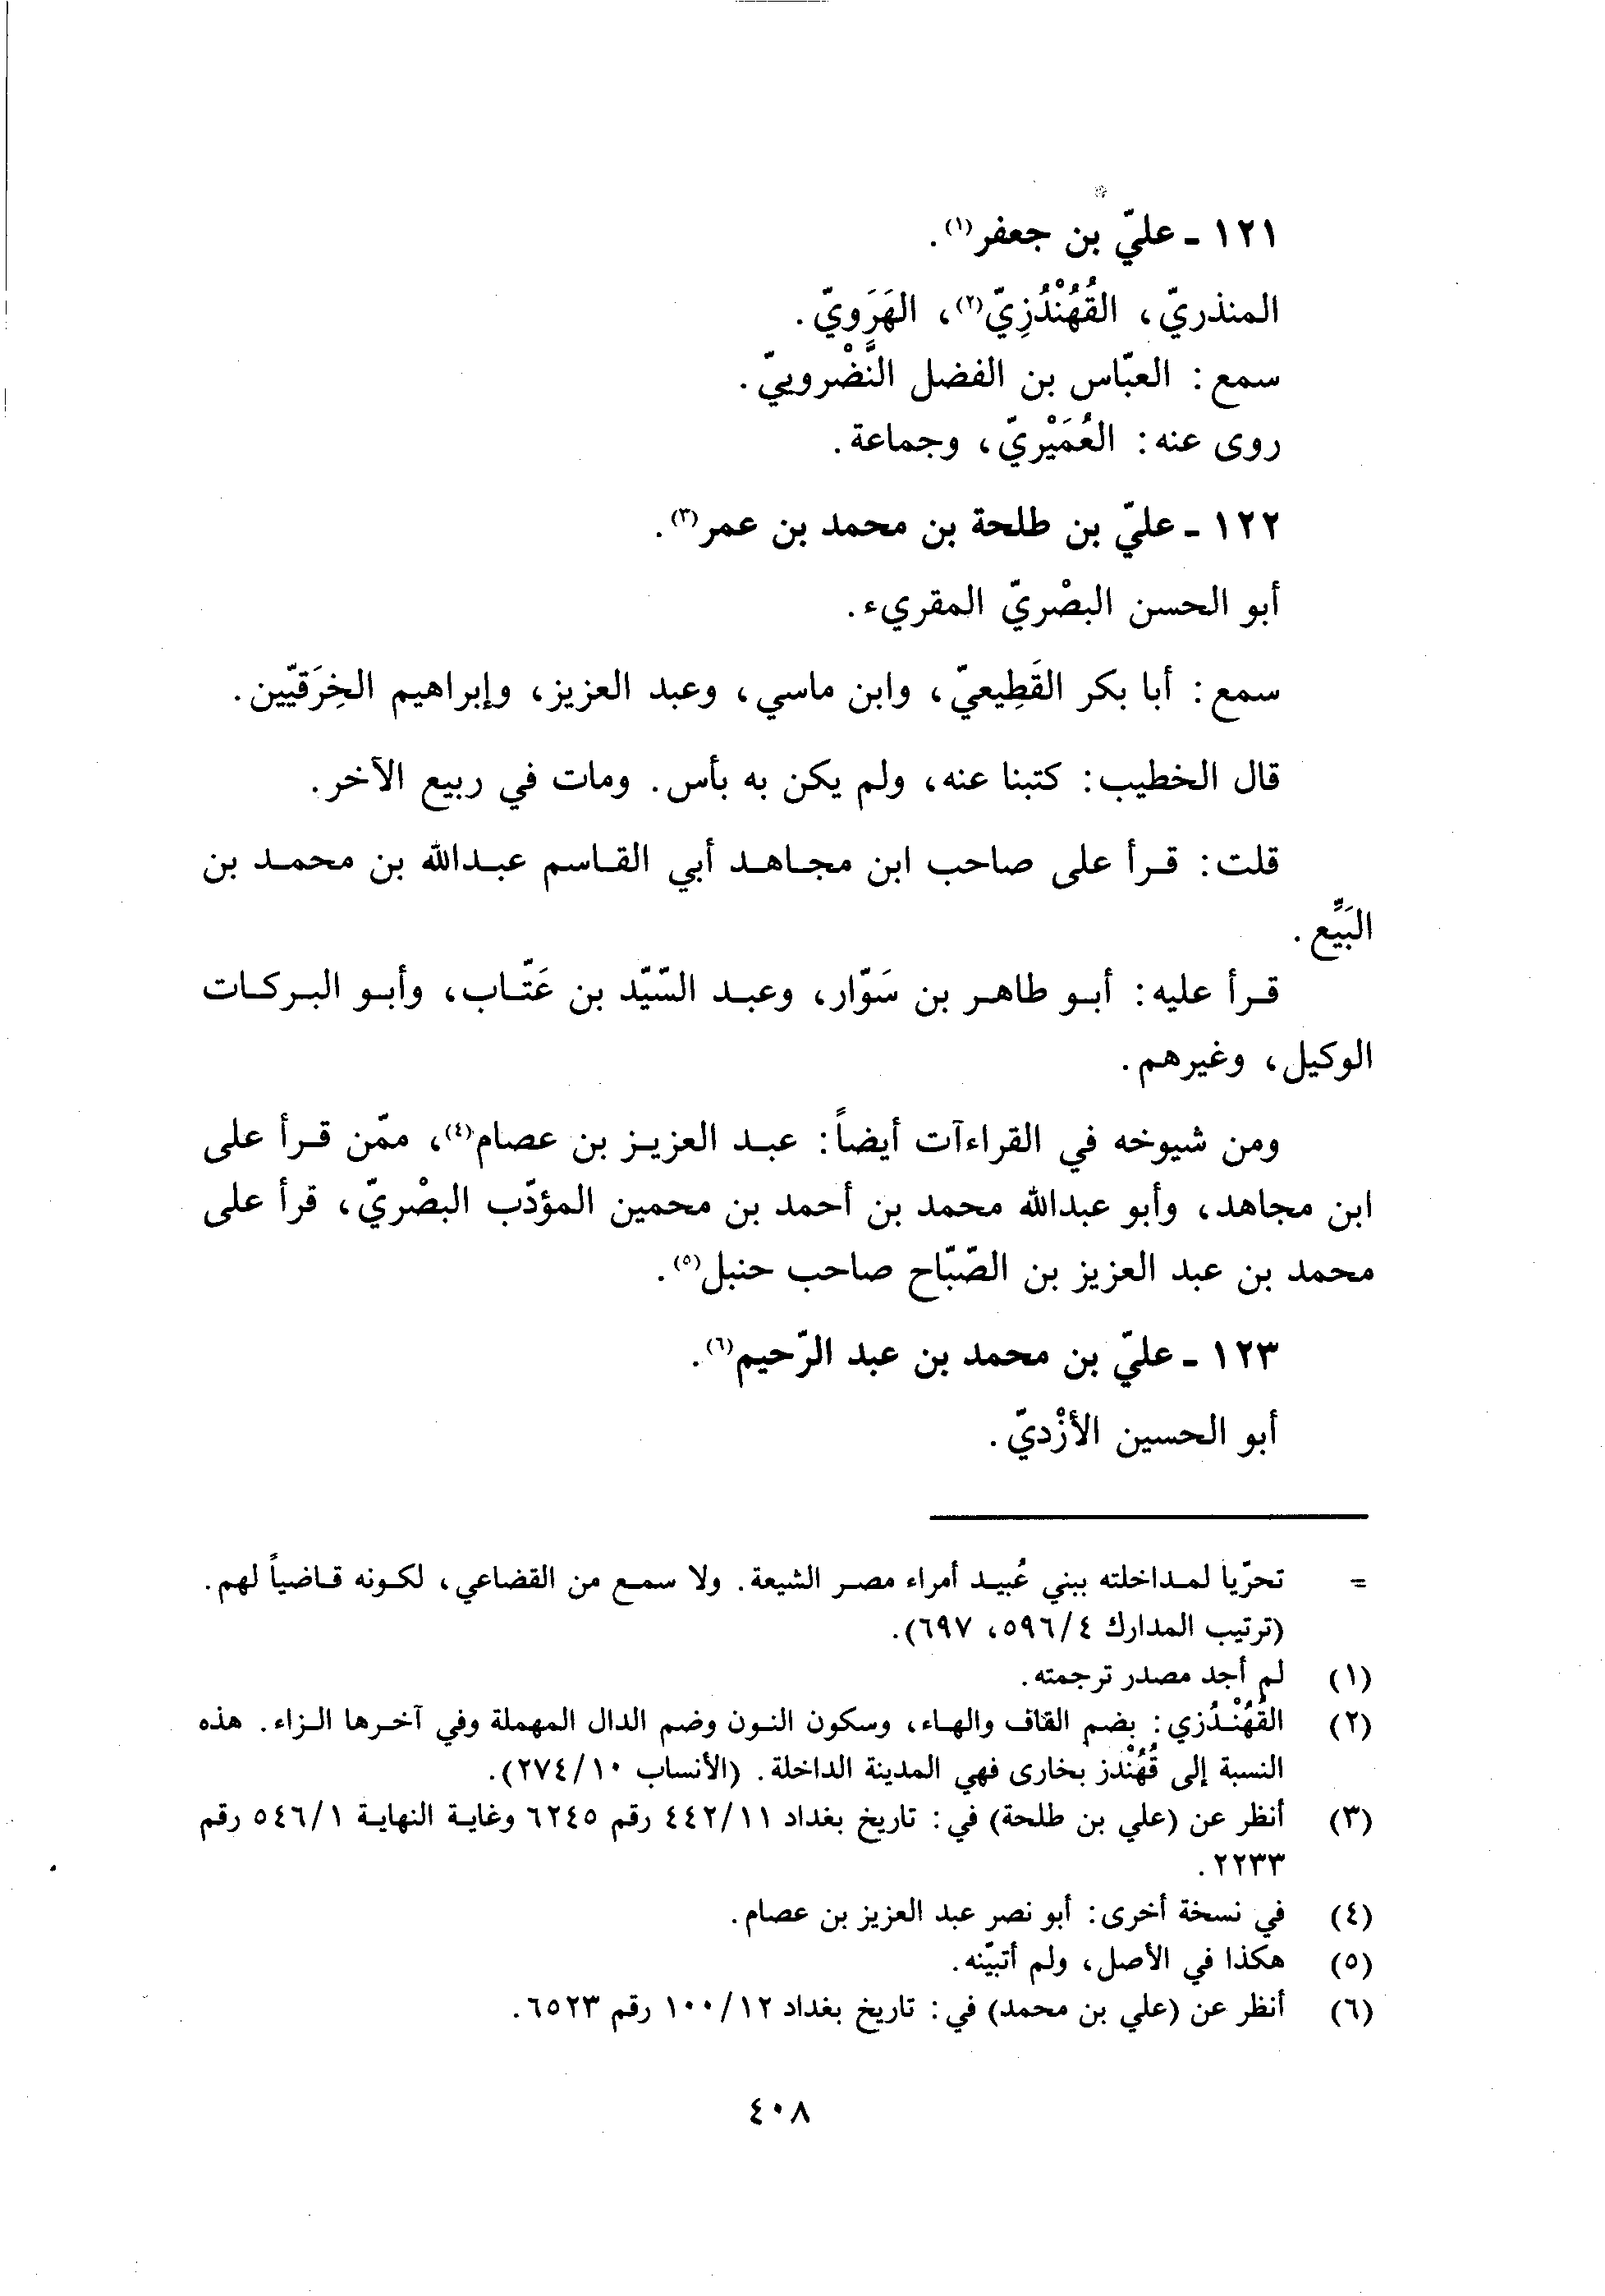 ١٢١ ـ عليّ بن جعفر(١).
المنذريّ، القُهُنْدُزِيّ(٢)، الهَرَويّ.
سمع: العبّاس بن الفضل النَّضْروييّ.
روى عنه: العُمَيْريّ، وجماعة.
١٢٢ ـ عليّ بن طلحة بن محمد بن عمر(٣).
أبو الحسن البصْريّ المقريء.
سمع: أبا بكر القَطِيعيّ، وابن ماسي، وعبد العزيز، وإبراهيم الخِرَقيّين.
قال الخطيب: كتبنا عنه، ولم يكن به بأس. ومات في ربيع الآخر.
قلت: قرأ على صاحب ابن مجاهد أبي القاسم عبدالله بن محمد بن
البَيِّع.
قرأ عليه: أبو طاهر بن سَوّار، وعبد السّيّد بن عَتّاب، وأبو البركات
الوكيل، وغيرهم.
ومن شيوخه في القراءآت أيضاً: عبد العزيز بن عصام(٤)، ممّن قرأ على
ابن مجاهد، وأبو عبدالله محمد بن أحمد بن محمين المؤدّب البصْريّ، قرأ على
محمد بن عبد العزيز بن الصّبّاح صاحب حنبل(٥).
١٢٣ ـ عليّ بن محمد بن عبد الرّحيم(٦).
أبو الحسين الأزْديّ.
= تحرّيا لمداخلته ببني عُبيد أمراء مصر الشيعة. ولا سمع من القضاعي، لكونه قاضياً لهم.
(ترتيب المدارك ٥٩٦/٤، ٦٩٧).
(١) لم أجد مصدر ترجمته.
(٢) القُهُنْدُزي: بضم القاف والهاء، وسكون النون وضم الدال المهملة وفي آخرها الزاء. هذه
النسبة إلى قُهُنْدز بخارى فهي المدينة الداخلة. (الأنساب ٢٧٤/١٠).
(٣) أنظر عن (علي بن طلحة) في: تاريخ بغداد ٤٤٢/١١ رقم ٦٢٤٥ وغاية النهاية ٥٤٦/١ رقم
٢٢٣٣.
(٤) في نسخة أخرى: أبو نصر عبد العزيز بن عصام.
(٥) هكذا في الأصل، ولم أتبيّنه.
(٦) أنظر عن (علي بن محمد) في: تاريخ بغداد ١٠٠/١٢ رقم ٦٥٢٣.
٤٠٨